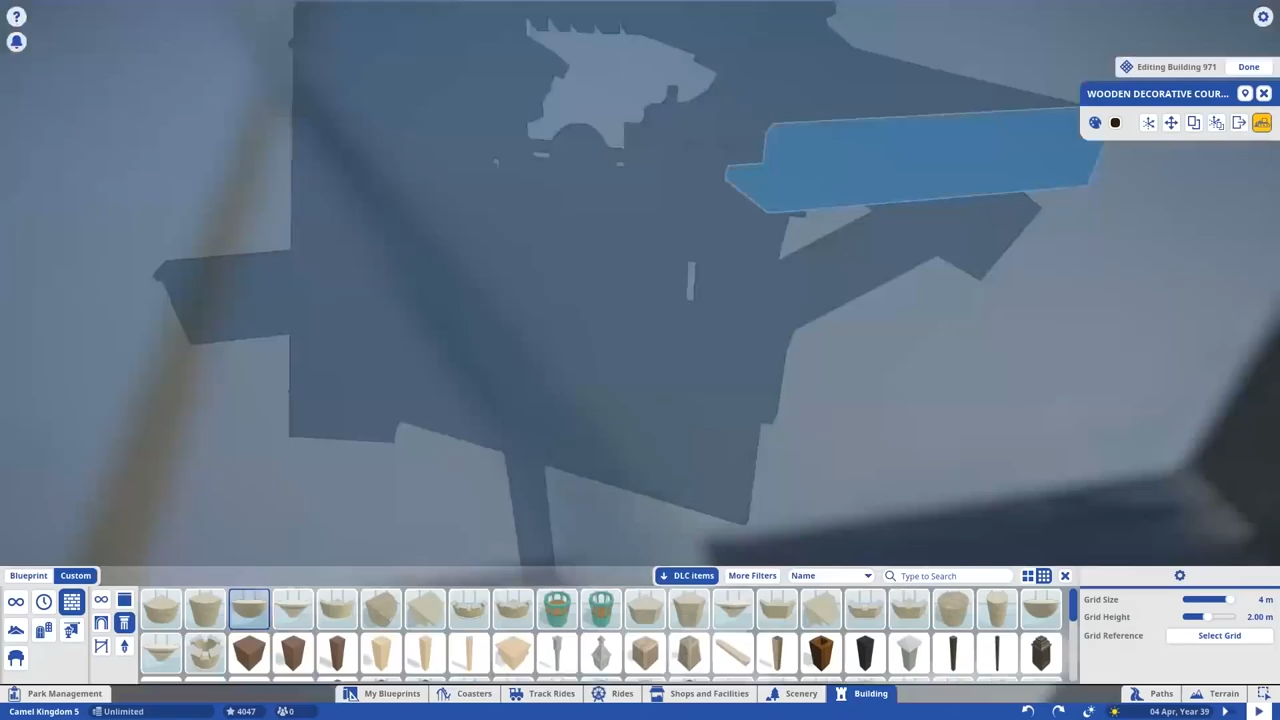 ?
Editing Building 971 Done
WOODEN DECORATIVE COUR...
Blueprint Custom DLC items More Filters Name Type to Search
Grid Size 4 m
Grid Height 2.00 m
Grid Reference Select Grid
Park Management My Blueprints Coasters Track Rides Rides Shops and Facilities Scenery Building Paths Terrain
Camel Kingdom 5 Unlimited 4047 0 04 Apr, Year 39